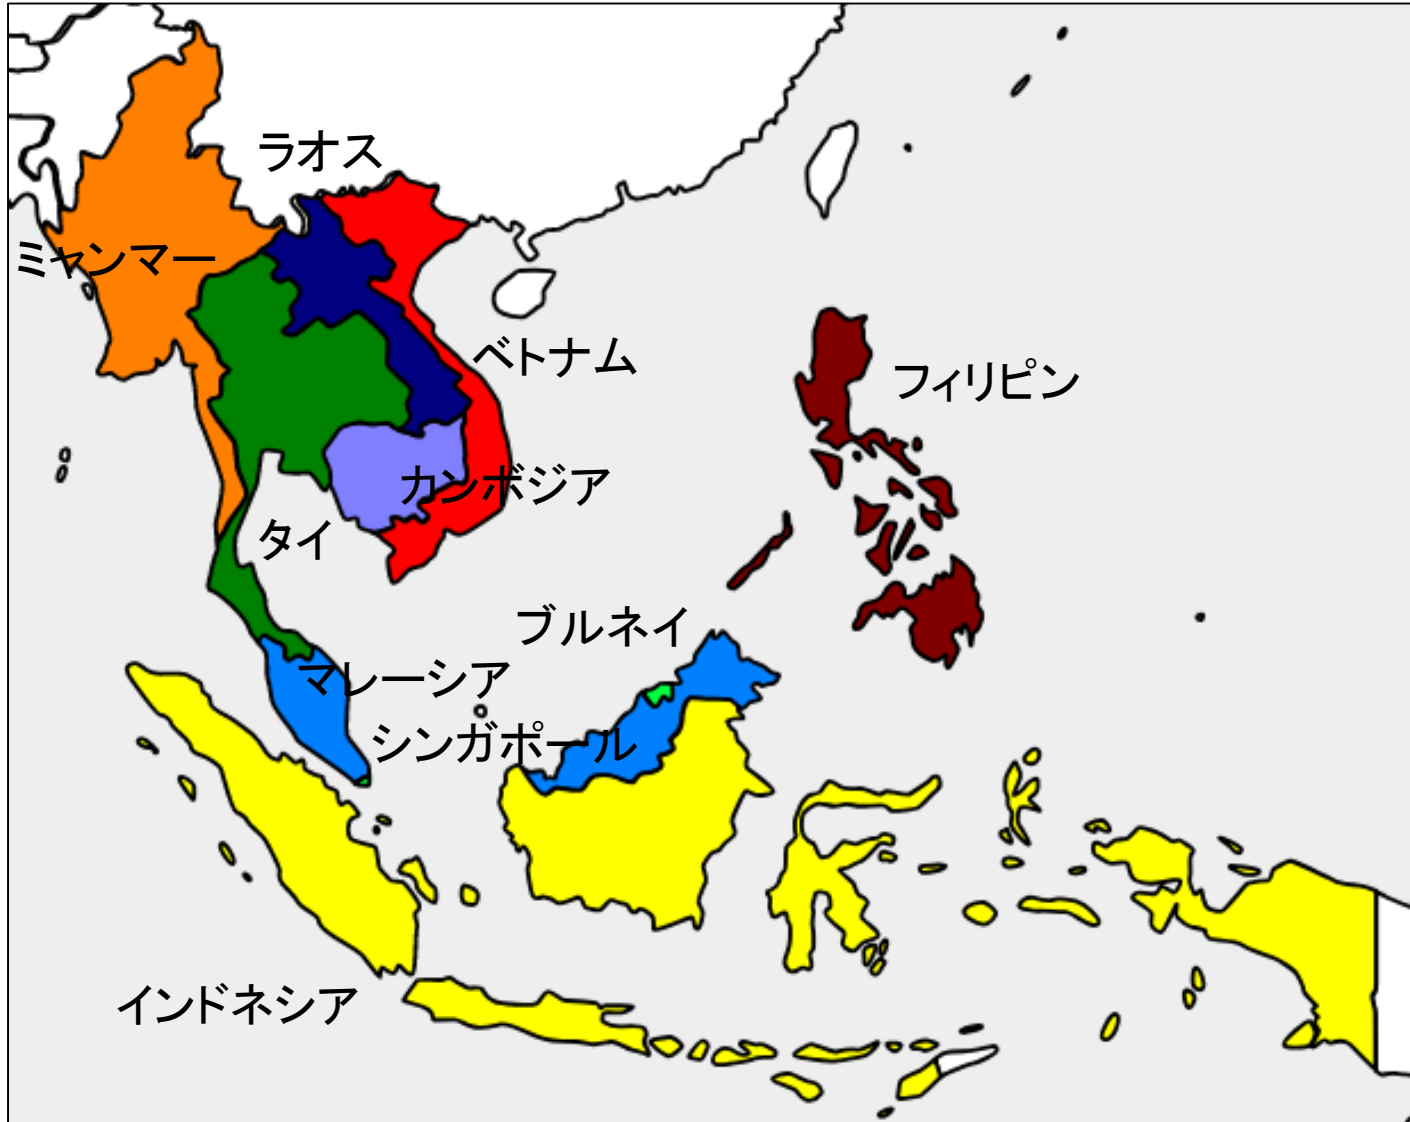 ラオス
ミャンマー
ベトナム
フィリピン
カンボジア
タイ
ブルネイ
マレーシア
シンガポール
インドネシア